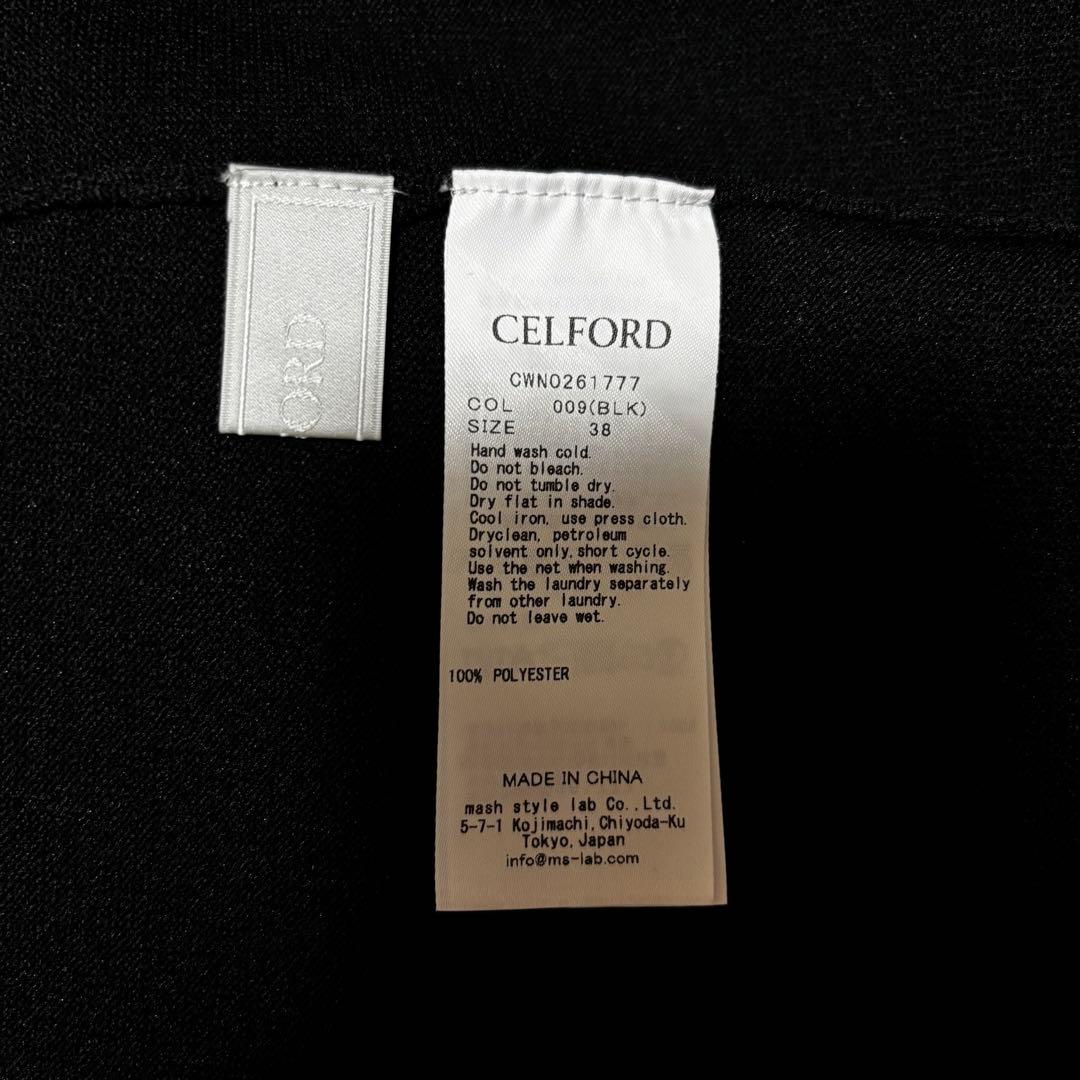 ORD
CELFORD
CWNO261777
COL 009(BLK)
SIZE 38
Hand wash cold.
Do not bleach.
Do not tumble dry.
Dry flat in shade.
Cool iron, use press cloth.
Dryclean, petroleum
solvent only, short cycle.
Use the net when washing.
Wash the laundry separately
from other laundry.
Do not leave wet.
100% POLYESTER
MADE IN CHINA
mash style lab Co.,Ltd.
5-7-1 Kojimachi, Chiyoda-Ku
Tokyo, Japan
info@ms-lab.com